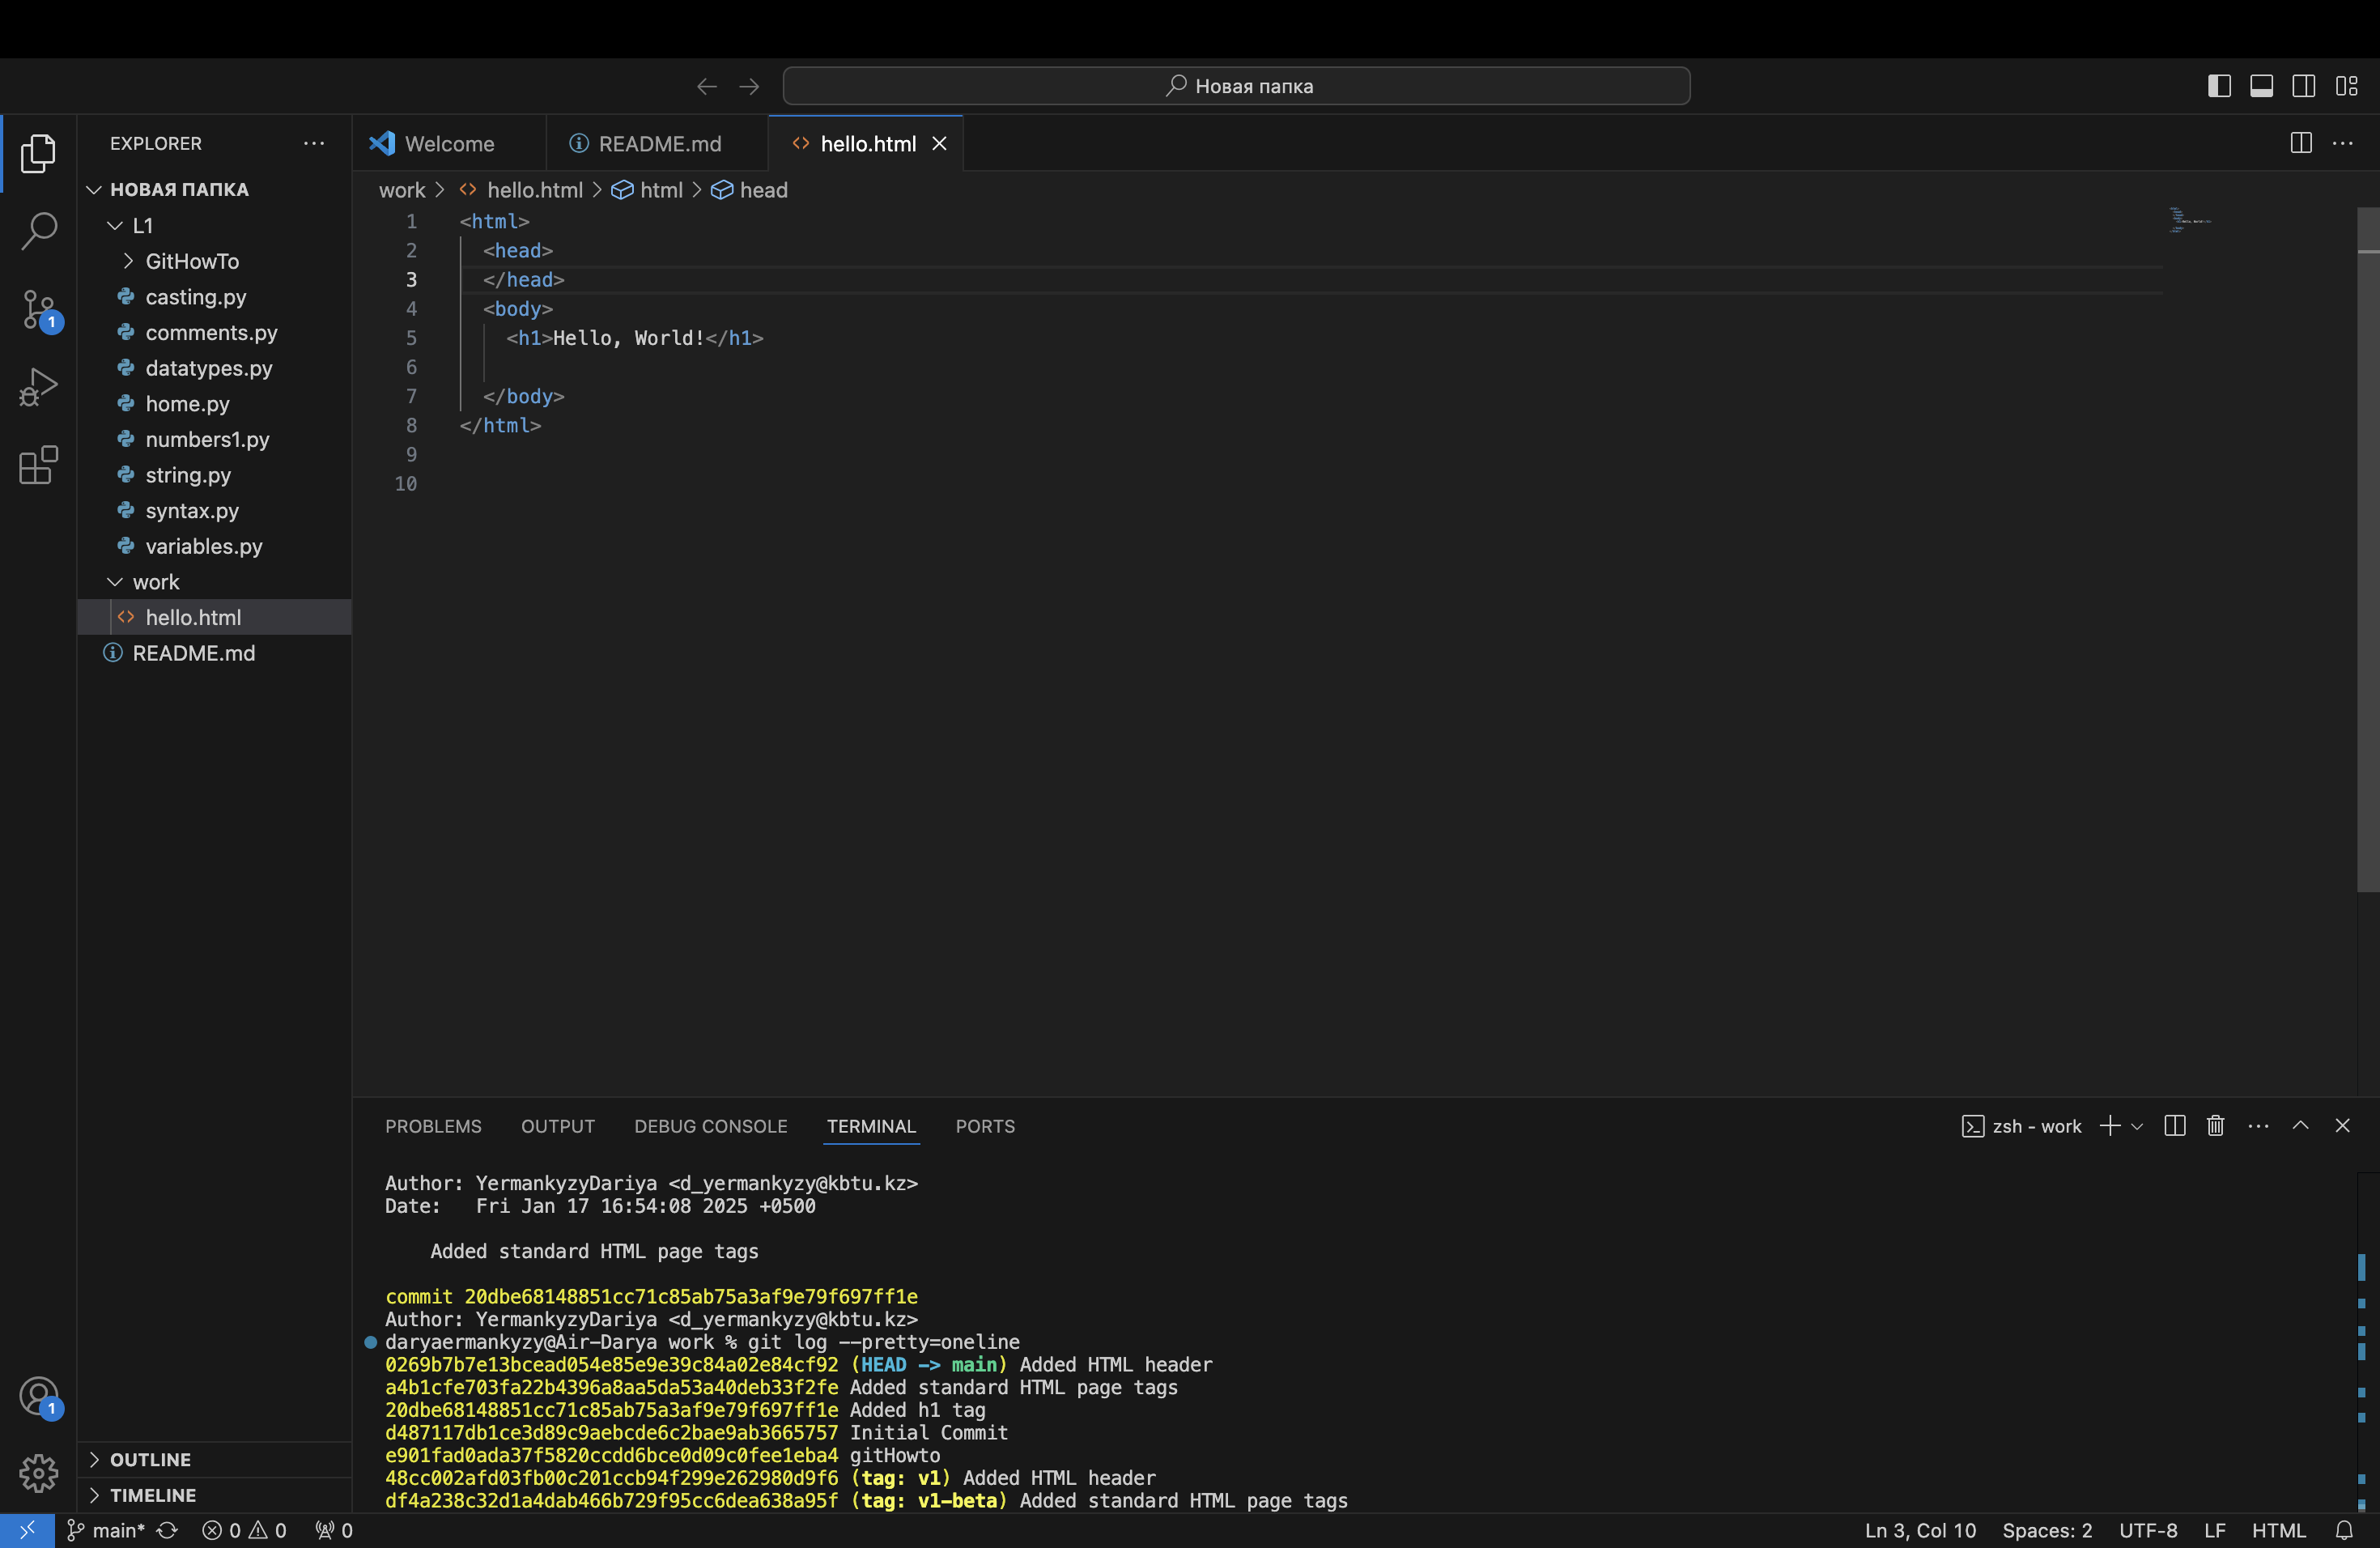 Новая папка
EXPLORER
Welcome
README.md
hello.html
НОВАЯ ПАПКА
L1
GitHowTo
casting.py
comments.py
datatypes.py
home.py
numbers1.py
string.py
syntax.py
variables.py
work
hello.html
README.md
OUTLINE
TIMELINE
1
1
work > hello.html > html > head
1 <html>
2 <head>
3 </head>
4 <body>
5 <h1>Hello, World!</h1>
6
7 </body>
8 </html>
9
10
PROBLEMS OUTPUT DEBUG CONSOLE TERMINAL PORTS
zsh - work
Author: YermankyzyDariya <d_yermankyzy@kbtu.kz>
Date: Fri Jan 17 16:54:08 2025 +0500
Added standard HTML page tags
commit 20dbe68148851cc71c85ab75a3af9e79f697ff1e
Author: YermankyzyDariya <d_yermankyzy@kbtu.kz>
daryaermankyzy@Air-Darya work % git log --pretty=oneline
0269b7b7e13bcead054e85e9e39c84a02e84cf92 (HEAD -> main) Added HTML header
a4b1cfe703fa22b4396a8aa5da53a40deb33f2fe Added standard HTML page tags
20dbe68148851cc71c85ab75a3af9e79f697ff1e Added h1 tag
d487117db1ce3d89c9aebcde6c2bae9ab3665757 Initial Commit
e901fad0ada37f5820ccdd6bce0d09c0fee1eba4 gitHowto
48cc002afd03fb00c201ccb94f299e262980d9f6 (tag: v1) Added HTML header
df4a238c32d1a4dab466b729f95cc6dea638a95f (tag: v1-beta) Added standard HTML page tags
main* 0 0 0
Ln 3, Col 10 Spaces: 2 UTF-8 LF HTML